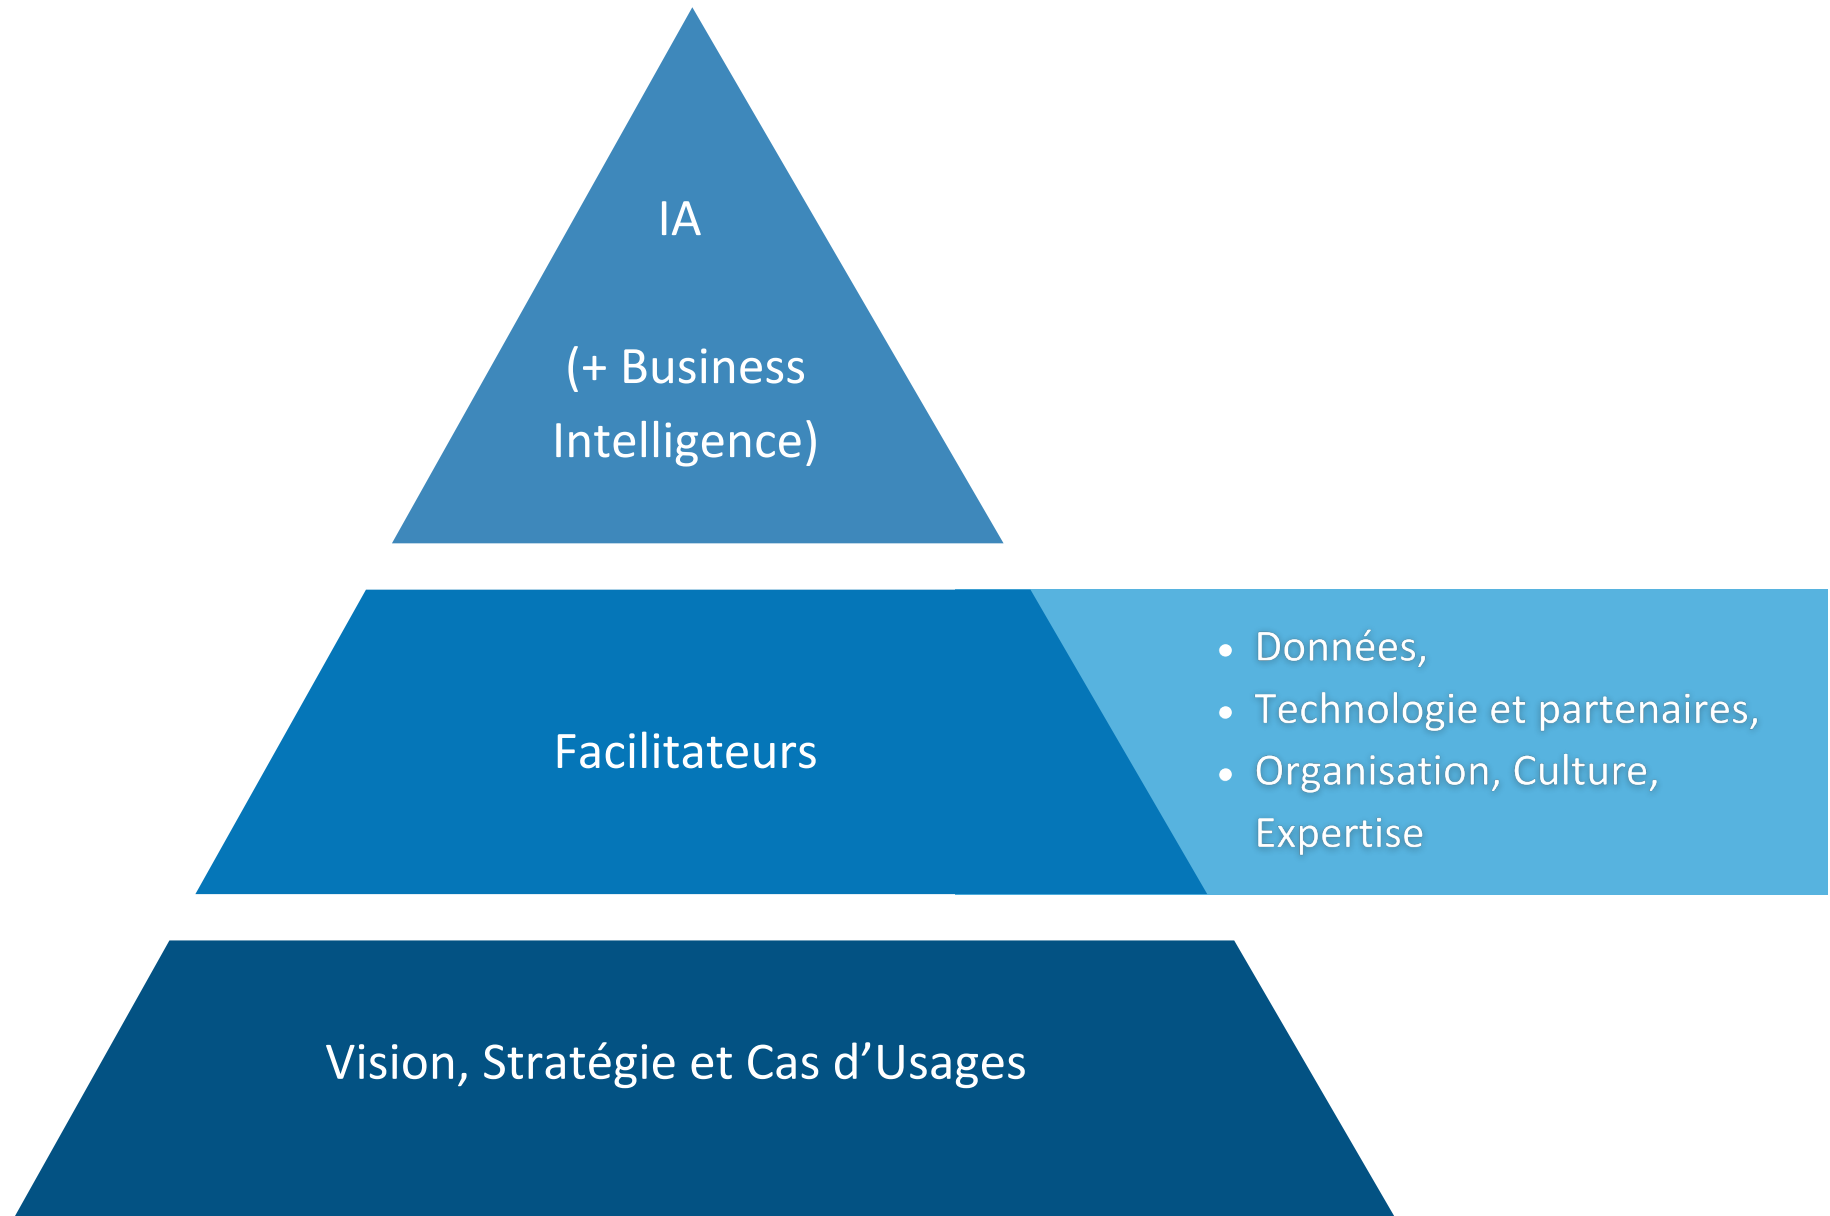 IA
(+ Business
Intelligence)
Facilitateurs
• Données,
• Technologie et partenaires,
• Organisation, Culture,
Expertise
Vision, Stratégie et Cas d’Usages